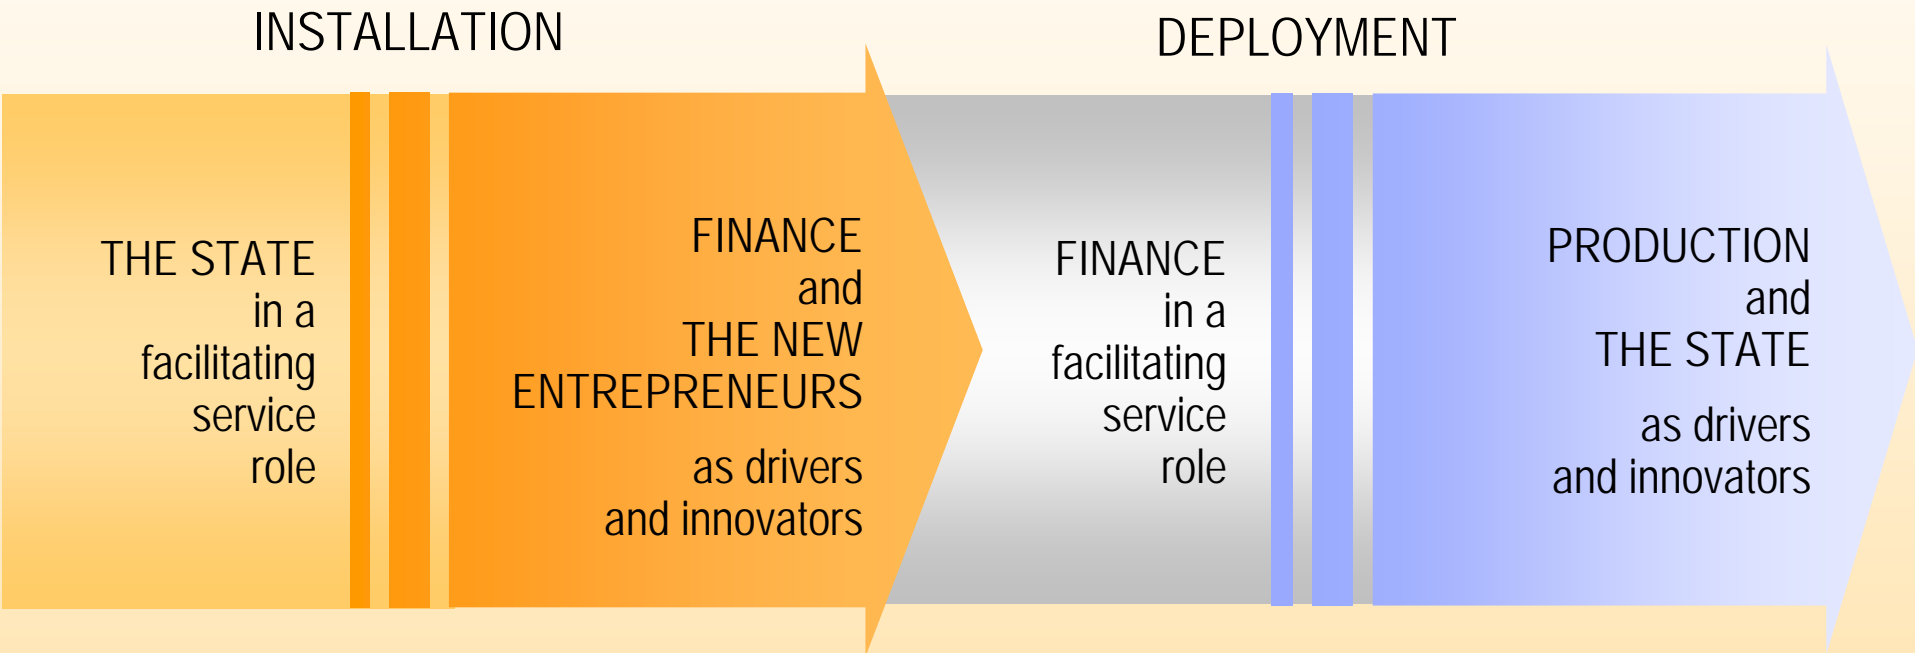 INSTALLATION
THE STATE
in a
facilitating
service
role
FINANCE
and
THE NEW
ENTREPRENEURS
as drivers
and innovators
DEPLOYMENT
FINANCE
in a
facilitating
service
role
PRODUCTION
and
THE STATE
as drivers
and innovators